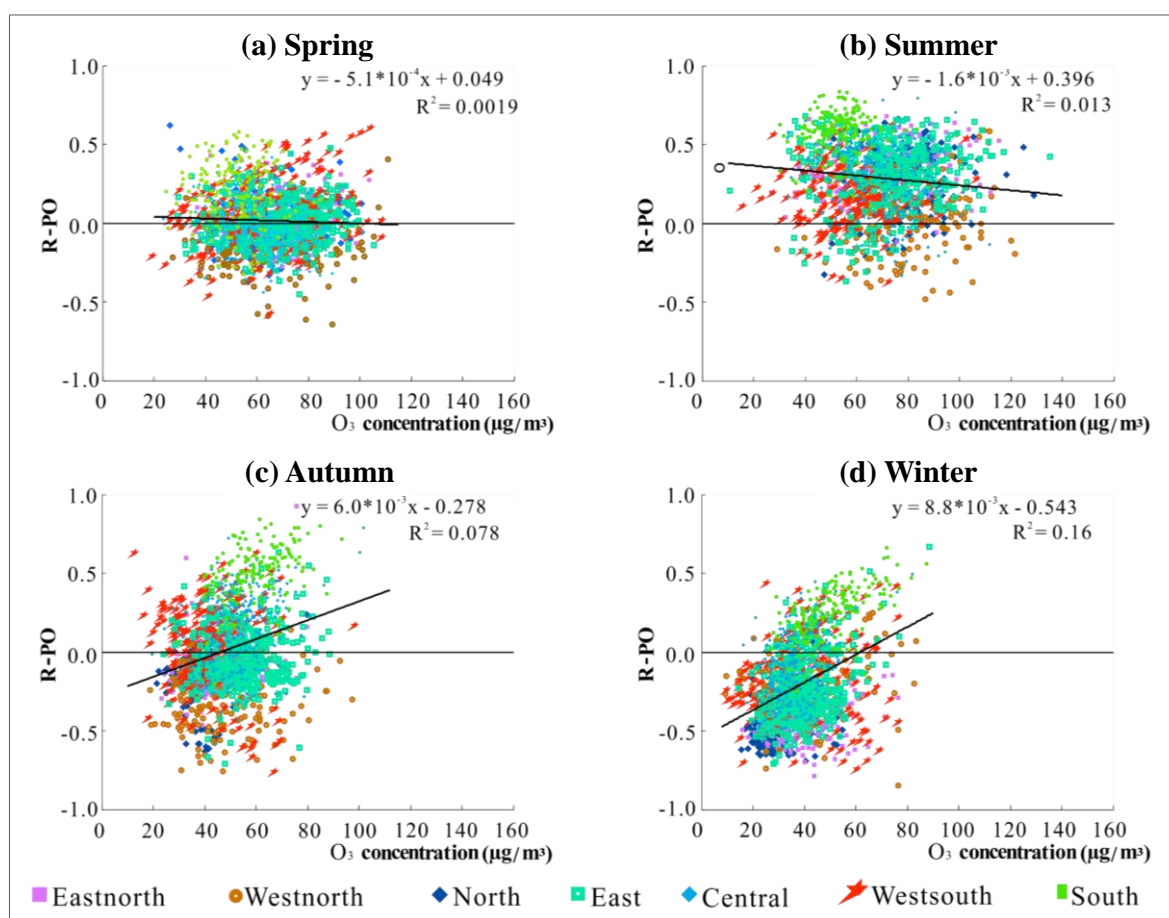 (a) Spring
y = - 5.1*10⁻⁴x + 0.049
R² = 0.0019
1.0
0.5
0.0
-0.5
-1.0
R-PO
0 20 40 60 80 100 120 140 160
O₃ concentration (μg/m³)
(b) Summer
y = - 1.6*10⁻³x + 0.396
R² = 0.013
1.0
0.5
0.0
-0.5
-1.0
R-PO
O
0 20 40 60 80 100 120 140 160
O₃ concentration (μg/m³)
(c) Autumn
y = 6.0*10⁻³x - 0.278
R² = 0.078
1.0
0.5
0.0
-0.5
-1.0
R-PO
0 20 40 60 80 100 120 140 160
O₃ concentration (μg/m³)
(d) Winter
y = 8.8*10⁻³x - 0.543
R² = 0.16
1.0
0.5
0.0
-0.5
-1.0
R-PO
0 20 40 60 80 100 120 140 160
O₃ concentration (μg/m³)
Eastnorth Westnorth North East Central Westsouth South